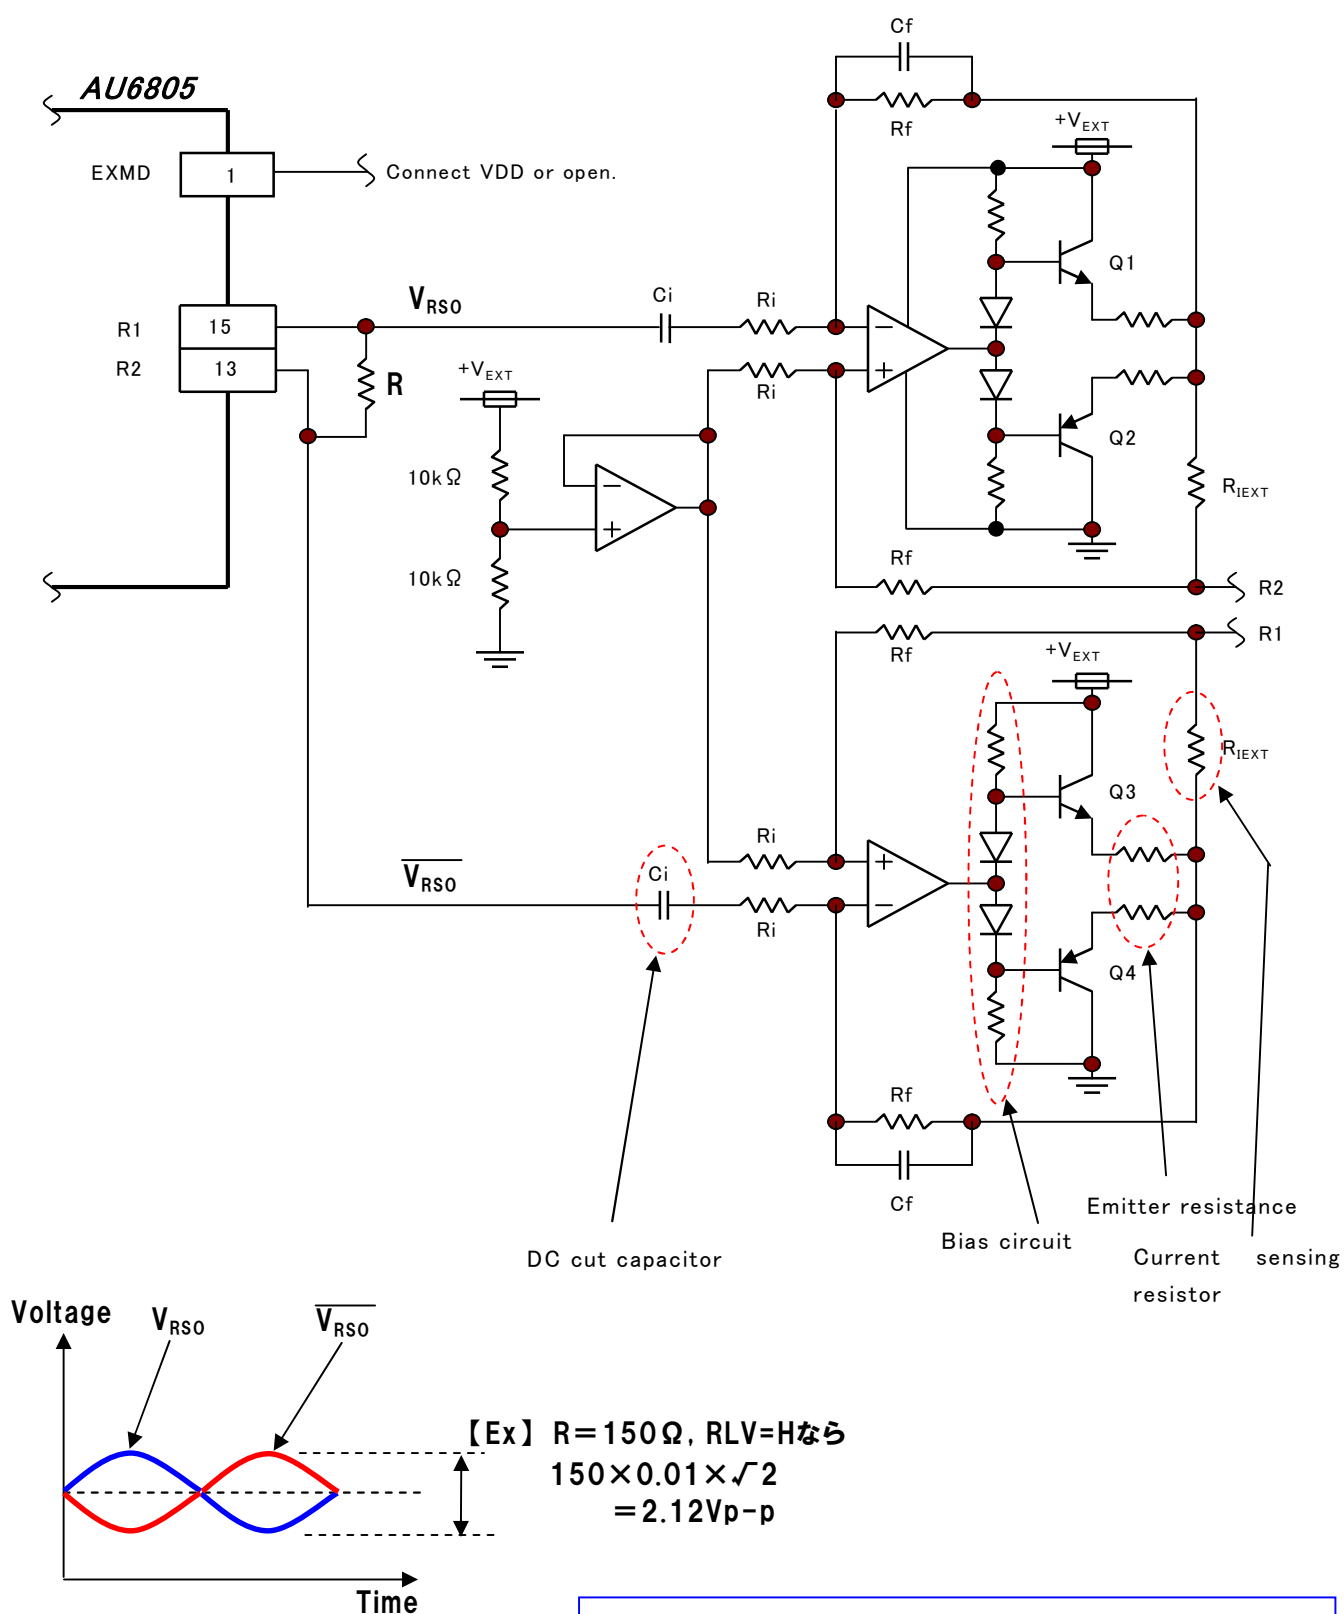 Cf
AU6805
Rf
+VEXT
EXMD
1
Connect VDD or open.
Q1
VRSO
Ci
Ri
R1
15
R2
13
R
+VEXT
Ri
Q2
10kΩ
RIEXT
10kΩ
Rf
R2
R1
Rf
+VEXT
RIEXT
Q3
Ri
VRSO
Ci
Ri
Q4
Rf
Cf
Emitter resistance
Bias circuit
DC cut capacitor
Current sensing
resistor
Voltage
VRSO
VRSO
【Ex】 R=150Ω, RLV=Hなら
150×0.01×√2
=2.12Vp-p
Time